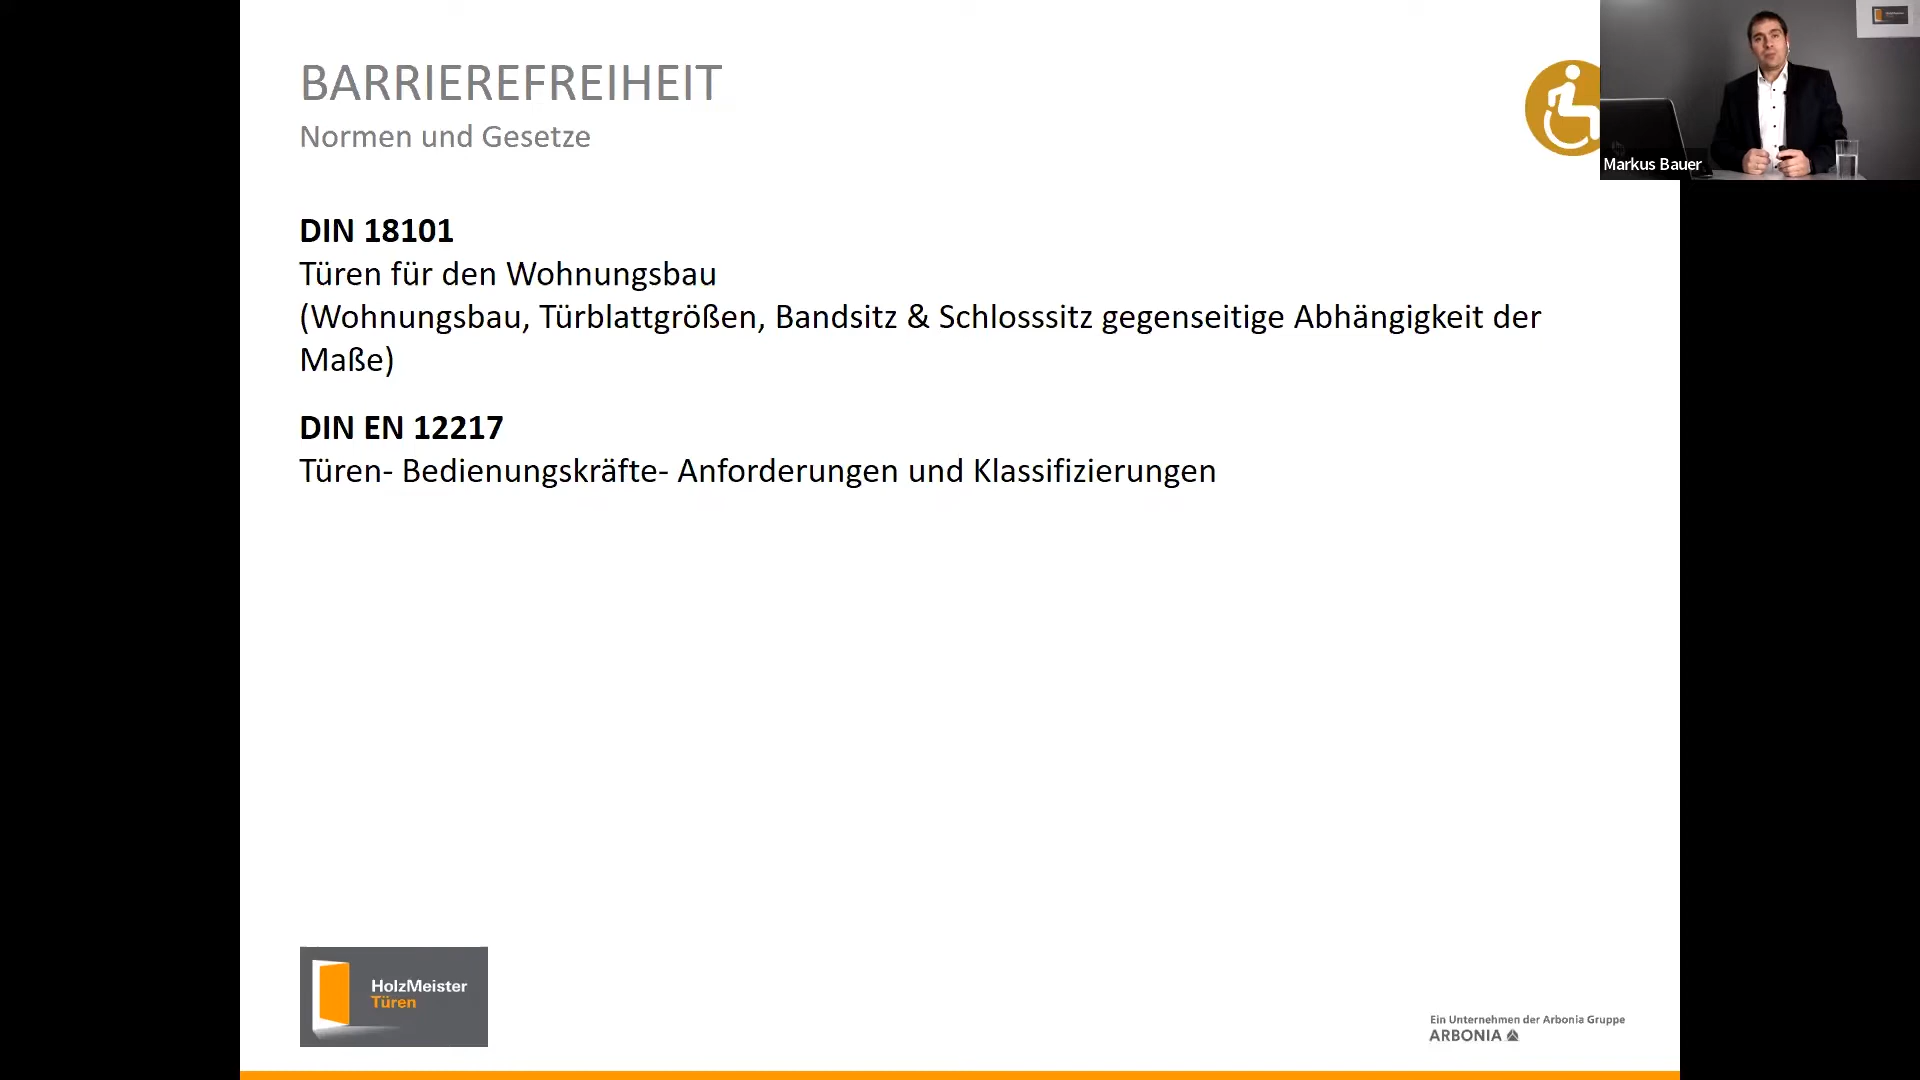 BARRIEREFREIHEIT
Normen und Gesetze
Markus Bauer
DIN 18101
Türen für den Wohnungsbau
(Wohnungsbau, Türblattgrößen, Bandsitz & Schlosssitz gegenseitige Abhängigkeit der
Maße)
DIN EN 12217
Türen- Bedienungskräfte- Anforderungen und Klassifizierungen
HolzMeister
Türen
Ein Unternehmen der Arbonia Gruppe
ARBONIA